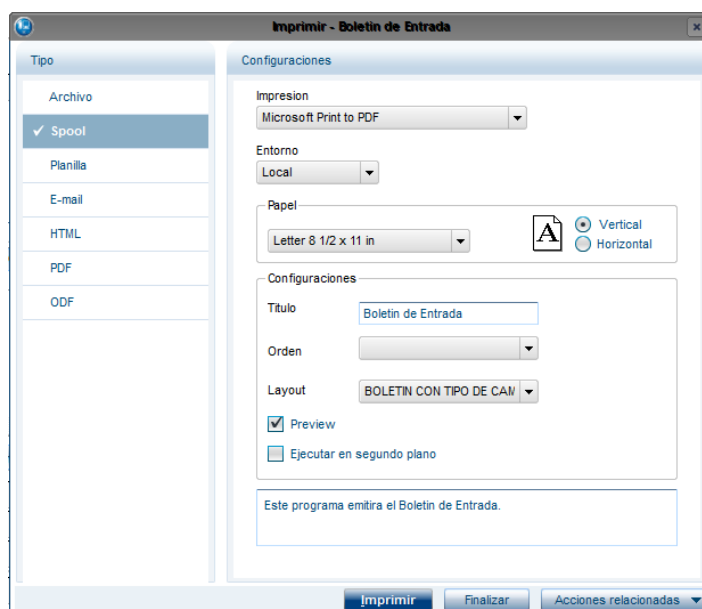 Imprimir - Boletin de Entrada
Tipo
Archivo
Spool
Planilla
E-mail
HTML
PDF
ODF
Configuraciones
Impresion
Microsoft Print to PDF
Entorno
Local
Papel
Letter 8 1/2 x 11 in
A
Vertical
Horizontal
Configuraciones
Titulo
Boletin de Entrada
Orden
Layout
BOLETIN CON TIPO DE CAM
Preview
Ejecutar en segundo plano
Este programa emitira el Boletin de Entrada.
Imprimir
Finalizar
Acciones relacionadas